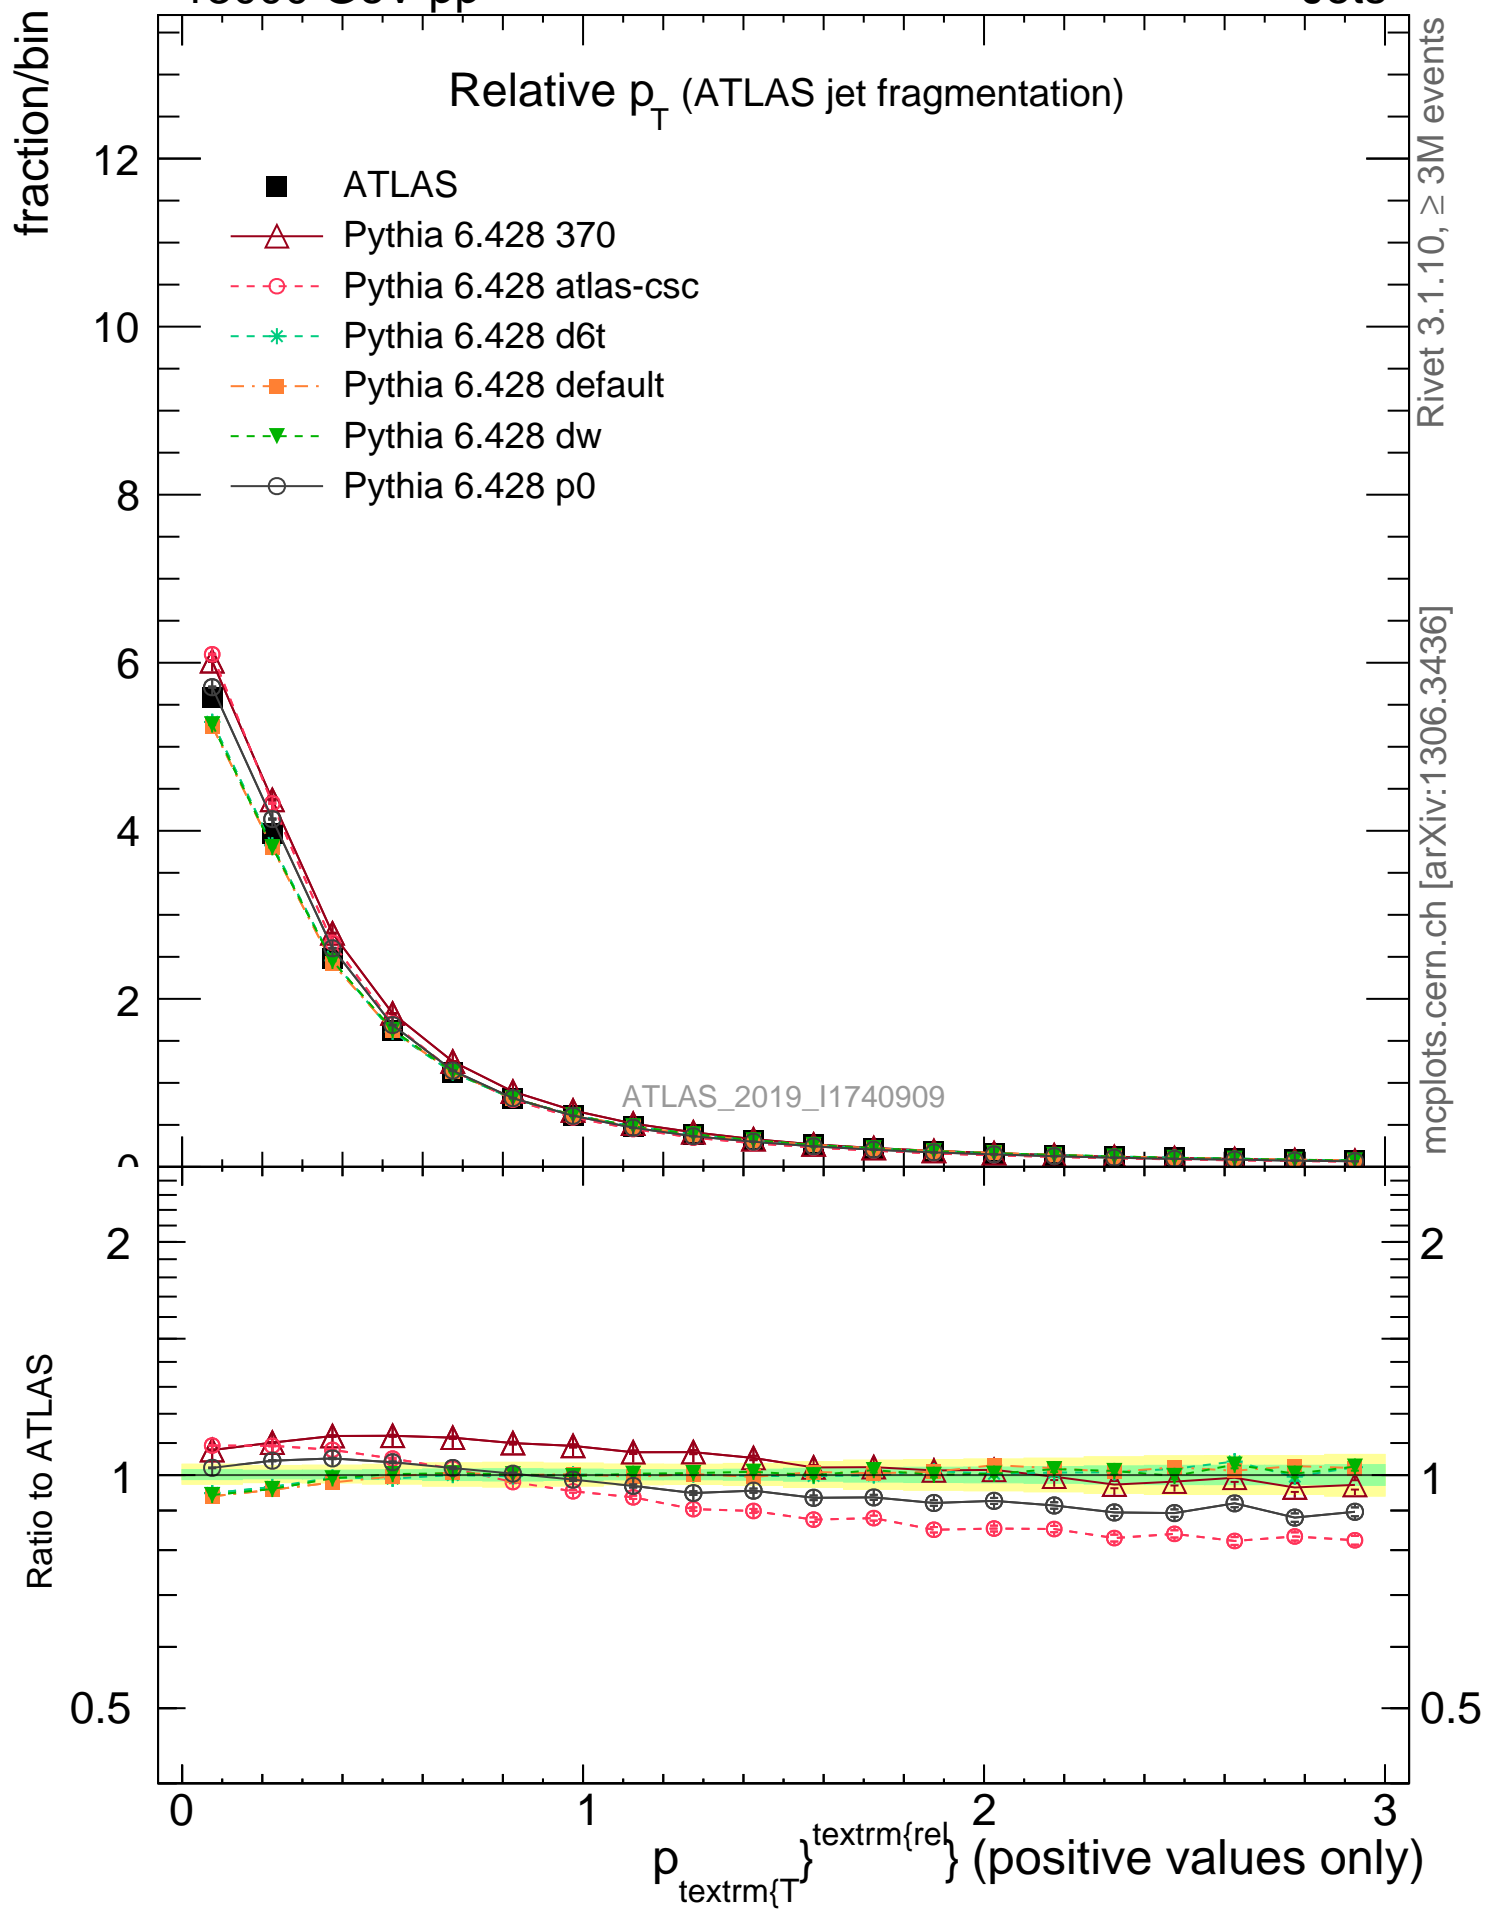 fraction/bin
Relative pT (ATLAS jet fragmentation)
ATLAS
Pythia 6.428 370
Pythia 6.428 atlas-csc
Pythia 6.428 d6t
Pythia 6.428 default
Pythia 6.428 dw
Pythia 6.428 p0
12
10
8
6
4
2
0
ATLAS_2019_I1740909
Rivet 3.1.10, ≥ 3M events
mcplots.cern.ch [arXiv:1306.3436]
Ratio to ATLAS
2
1
0.5
2
1
0.5
0 1 2 3
p textrm{T} textrm{rel} (positive values only)